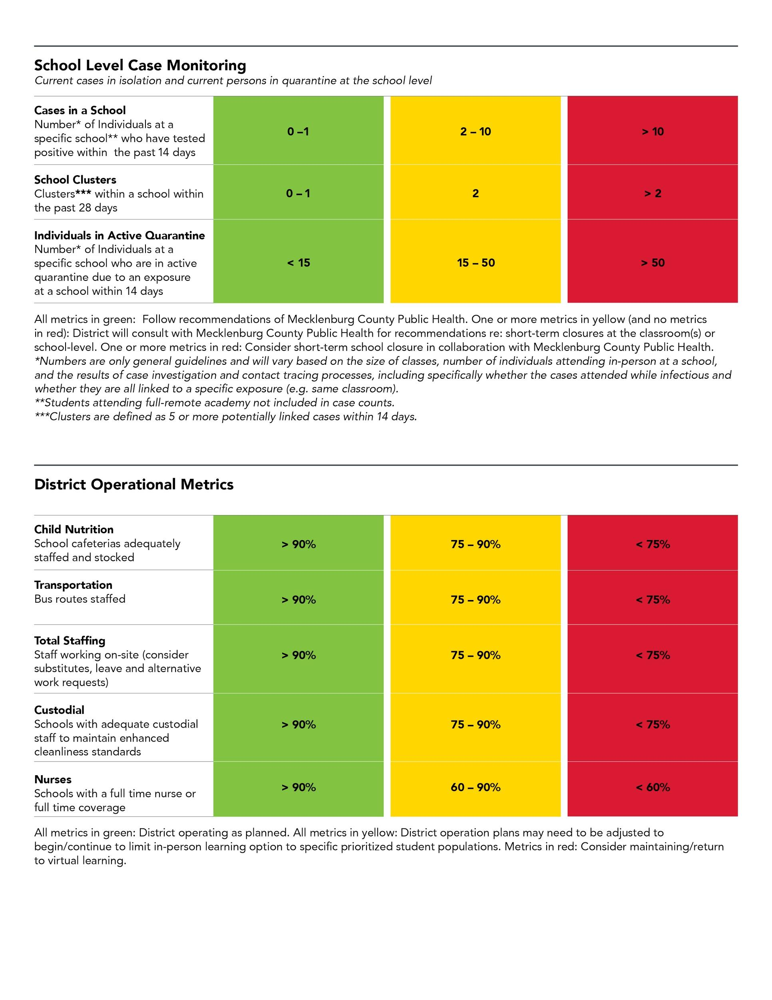 School Level Case Monitoring
Current cases in isolation and current persons in quarantine at the school level
Cases in a School
Number* of Individuals at a
specific school** who have tested
positive within  the past 14 days
0 –1
2 – 10
> 10
School Clusters
Clusters*** within a school within
the past 28 days
0 – 1
2
> 2
Individuals in Active Quarantine
Number* of Individuals at a
specific school who are in active
quarantine due to an exposure
at a school within 14 days
< 15
15 – 50
> 50
All metrics in green:  Follow recommendations of Mecklenburg County Public Health. One or more metrics in yellow (and no metrics
in red): District will consult with Mecklenburg County Public Health for recommendations re: short-term closures at the classroom(s) or
school-level. One or more metrics in red: Consider short-term school closure in collaboration with Mecklenburg County Public Health.
*Numbers are only general guidelines and will vary based on the size of classes, number of individuals attending in-person at a school,
and the results of case investigation and contact tracing processes, including specifically whether the cases attended while infectious and
whether they are all linked to a specific exposure (e.g. same classroom).
**Students attending full-remote academy not included in case counts.
***Clusters are defined as 5 or more potentially linked cases within 14 days.
District Operational Metrics
Child Nutrition
School cafeterias adequately
staffed and stocked
> 90%
75 – 90%
< 75%
Transportation
Bus routes staffed
> 90%
75 – 90%
< 75%
Total Staffing
Staff working on-site (consider
substitutes, leave and alternative
work requests)
> 90%
75 – 90%
< 75%
Custodial
Schools with adequate custodial
staff to maintain enhanced
cleanliness standards
> 90%
75 – 90%
< 75%
Nurses
Schools with a full time nurse or
full time coverage
> 90%
60 – 90%
< 60%
All metrics in green: District operating as planned. All metrics in yellow: District operation plans may need to be adjusted to
begin/continue to limit in-person learning option to specific prioritized student populations. Metrics in red: Consider maintaining/return
to virtual learning.